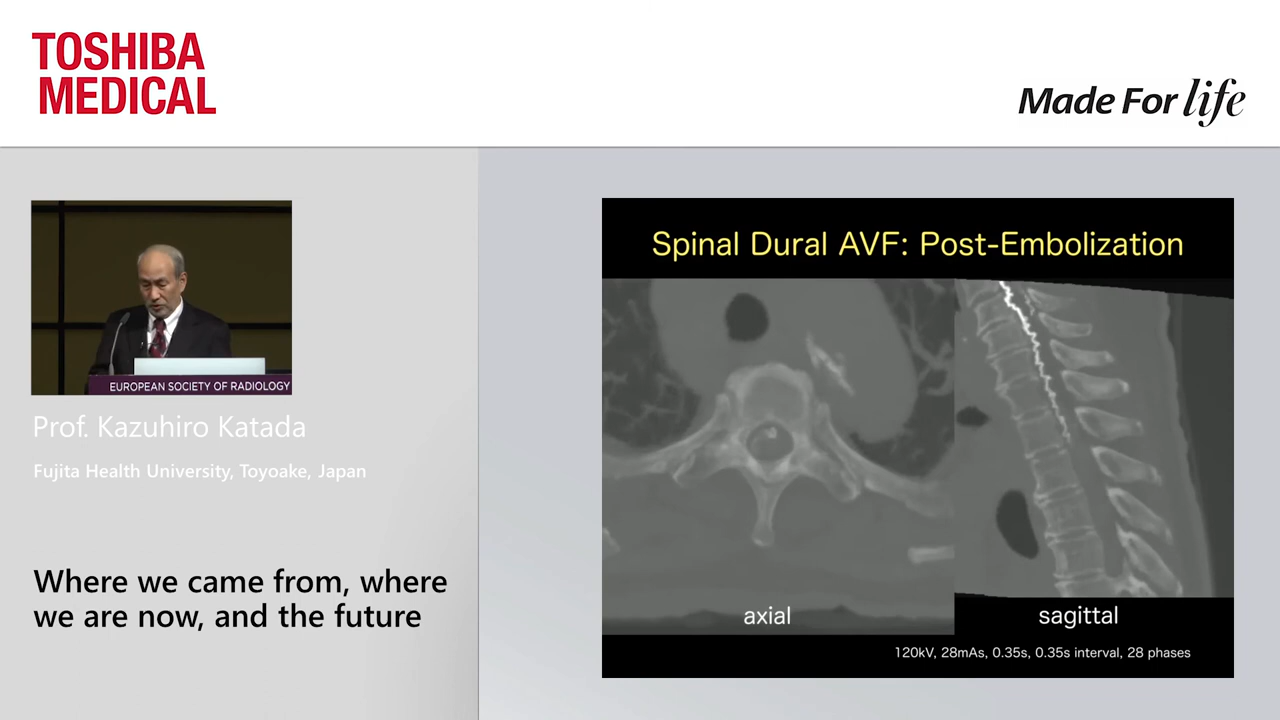 TOSHIBA
MEDICAL
Made For life
EUROPEAN SOCIETY OF RADIOLOGY
Prof. Kazuhiro Katada
Fujita Health University, Toyoake, Japan
Where we came from, where
we are now, and the future
Spinal Dural AVF: Post-Embolization
axial
sagittal
120kV, 28mAs, 0.35s, 0.35s interval, 28 phases